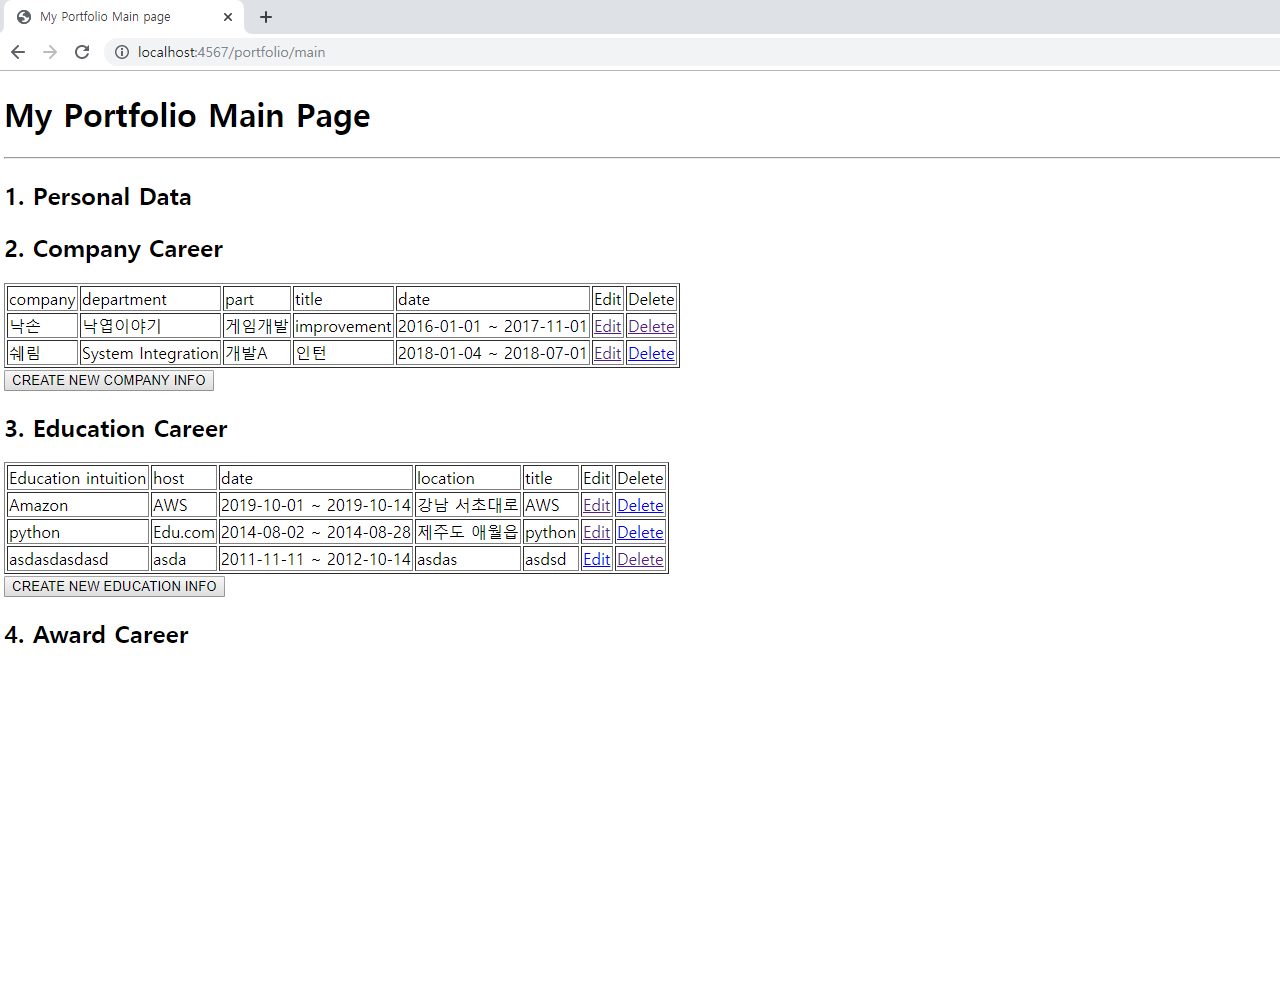 My Portfolio Main page
localhost:4567/portfolio/main
My Portfolio Main Page
1. Personal Data
2. Company Career
company department part title date Edit Delete
낙손 낙엽이야기 게임개발 improvement 2016-01-01 ~ 2017-11-01 Edit Delete
쉐림 System Integration 개발A 인턴 2018-01-04 ~ 2018-07-01 Edit Delete
CREATE NEW COMPANY INFO
3. Education Career
Education intuition host date location title Edit Delete
Amazon AWS 2019-10-01 ~ 2019-10-14 강남 서초대로 AWS Edit Delete
python Edu.com 2014-08-02 ~ 2014-08-28 제주도 애월읍 python Edit Delete
asdasdasdasd asda 2011-11-11 ~ 2012-10-14 asdas asdsd Edit Delete
CREATE NEW EDUCATION INFO
4. Award Career